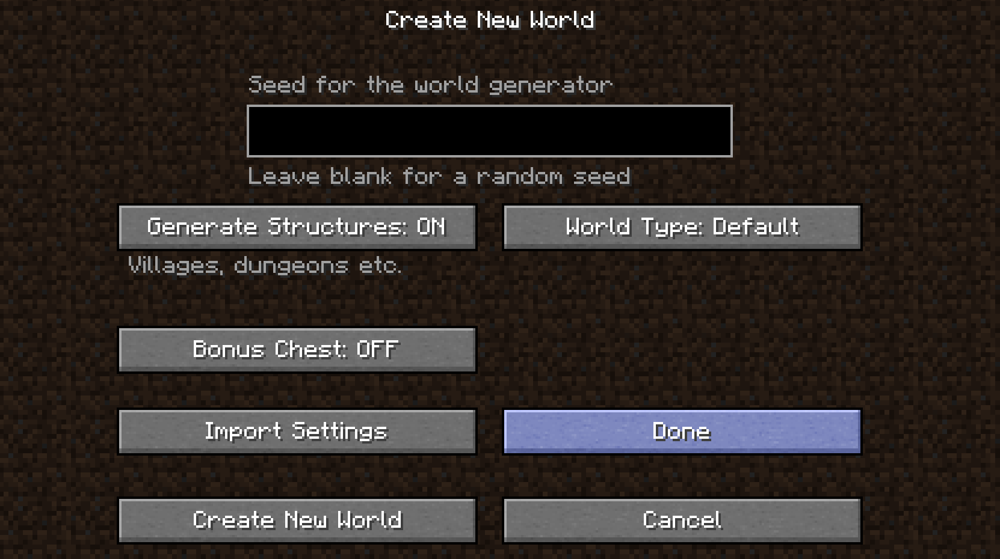 Create New World
Seed for the world generator
Leave blank for a random seed
Generate Structures: ON
World Type: Default
Villages, dungeons etc.
Bonus Chest: OFF
Import Settings
Done
Create New World
Cancel